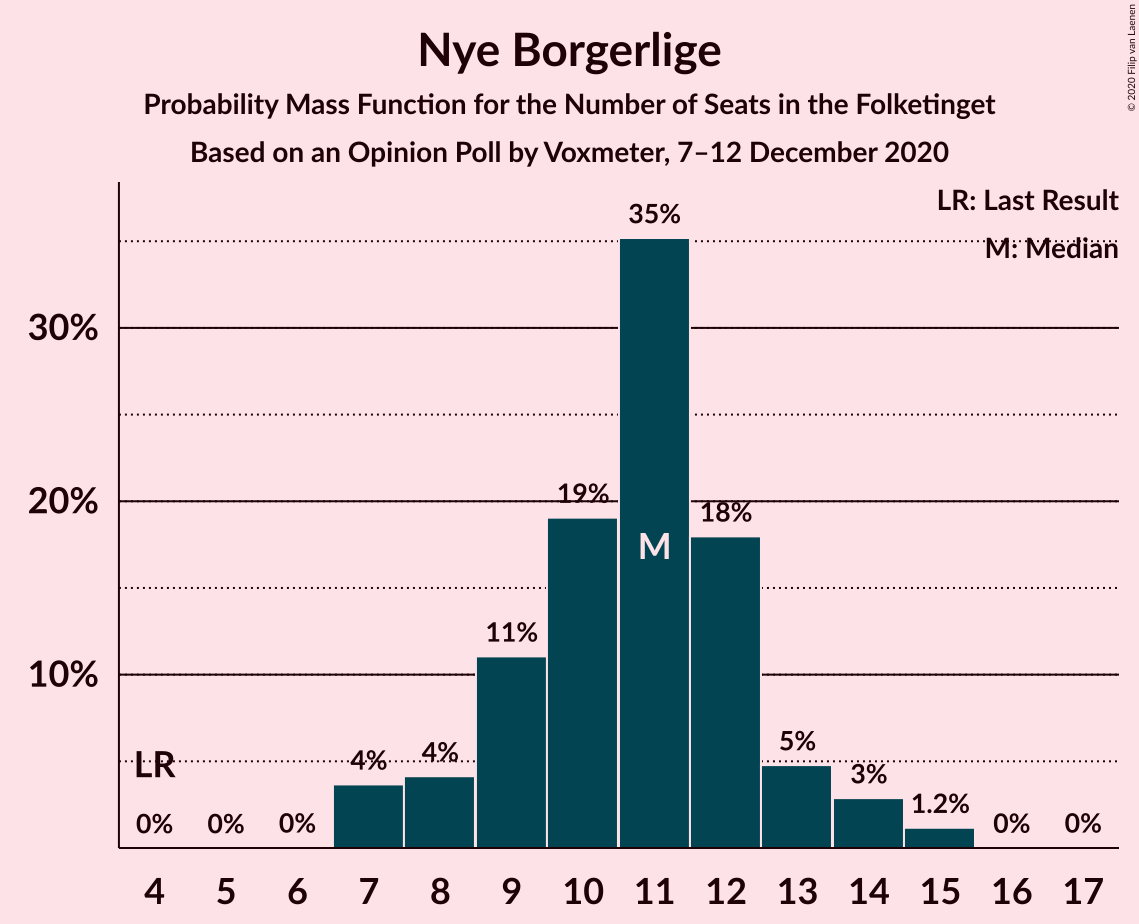 Nye Borgerlige
Probability Mass Function for the Number of Seats in the Folketinget
Based on an Opinion Poll by Voxmeter, 7–12 December 2020
© 2020 Filip van Laenen
LR: Last Result
M: Median
35%
30%
20%
19%
18%
M
11%
10%
LR
4%
4%
5%
3%
1.2%
0%
0%
0%
0%
0%
4 5 6 7 8 9 10 11 12 13 14 15 16 17